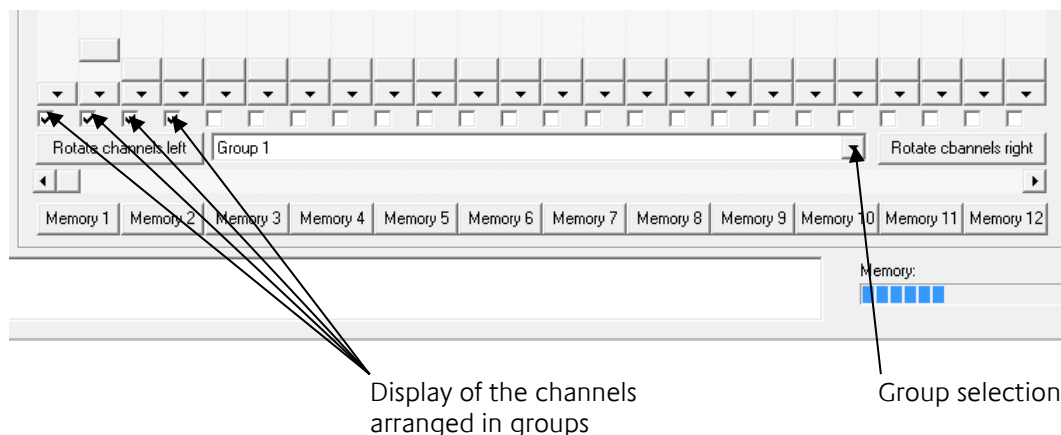 Rotate channels left Group 1 Rotate cbannels right
Memory 1 Memory 2 Memory 3 Memory 4 Memory 5 Memory 6 Memory 7 Memory 8 Memory 9 Memory 10 Memory 11 Memory 12
Memory:
Display of the channels
arranged in groups
Group selection